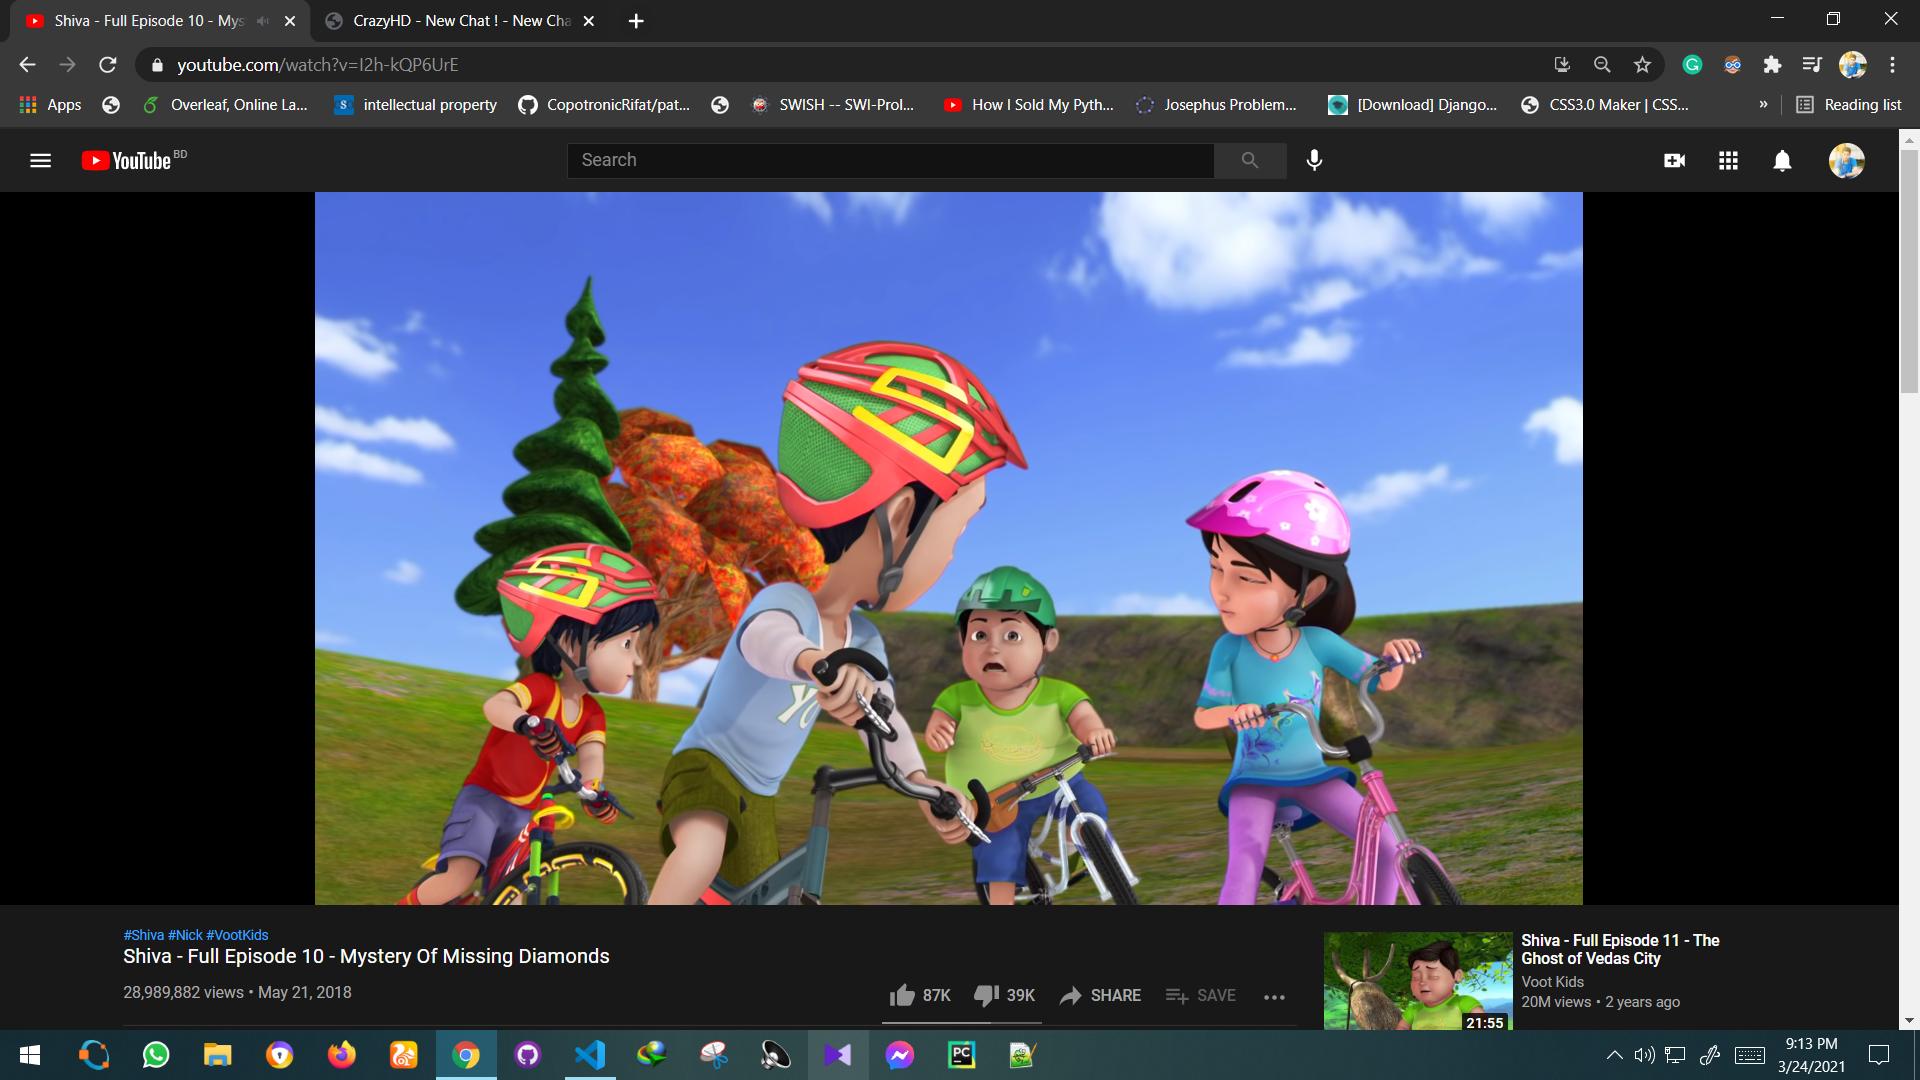 Shiva - Full Episode 10 - Mys
CrazyHD - New Chat ! - New Cha
youtube.com/watch?v=I2h-kQP6UrE
Apps
Overleaf, Online La...
intellectual property
CopotronicRifat/pat...
SWISH -- SWI-Prol...
How I Sold My Pyth...
Josephus Problem...
[Download] Django...
CSS3.0 Maker | CSS...
»
Reading list
YouTube BD
Search
YO
#Shiva #Nick #VootKids
Shiva - Full Episode 10 - Mystery Of Missing Diamonds
28,989,882 views • May 21, 2018
87K
39K
SHARE
SAVE
21:55
Shiva - Full Episode 11 - The
Ghost of Vedas City
Voot Kids
20M views • 2 years ago
PC
9:13 PM
3/24/2021